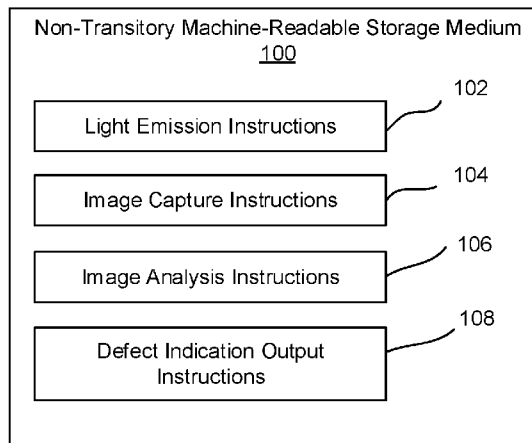 Non-Transitory Machine-Readable Storage Medium
100
102
Light Emission Instructions
104
Image Capture Instructions
106
Image Analysis Instructions
108
Defect Indication Output
Instructions